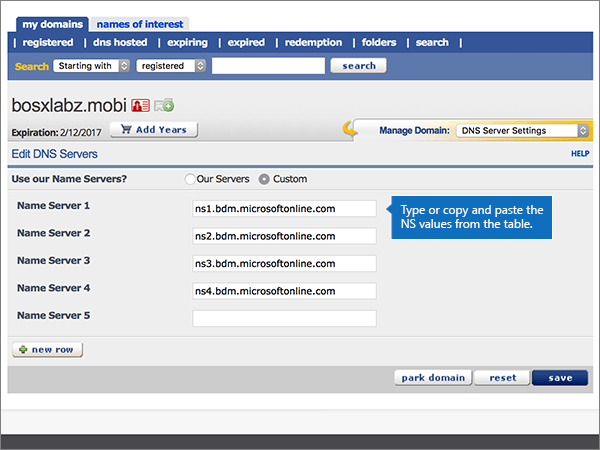 my domains names of interest
registered | dns hosted | expiring | expired | redemption | folders | search |
Search Starting with registered search
bosxlabz.mobi
Expiration: 2/12/2017 Add Years Manage Domain: DNS Server Settings
Edit DNS Servers HELP
Use our Name Servers? Our Servers Custom
Name Server 1 ns1.bdm.microsoftonline.com
Type or copy and paste the
NS values from the table.
Name Server 2 ns2.bdm.microsoftonline.com
Name Server 3 ns3.bdm.microsoftonline.com
Name Server 4 ns4.bdm.microsoftonline.com
Name Server 5
new row
park domain reset save